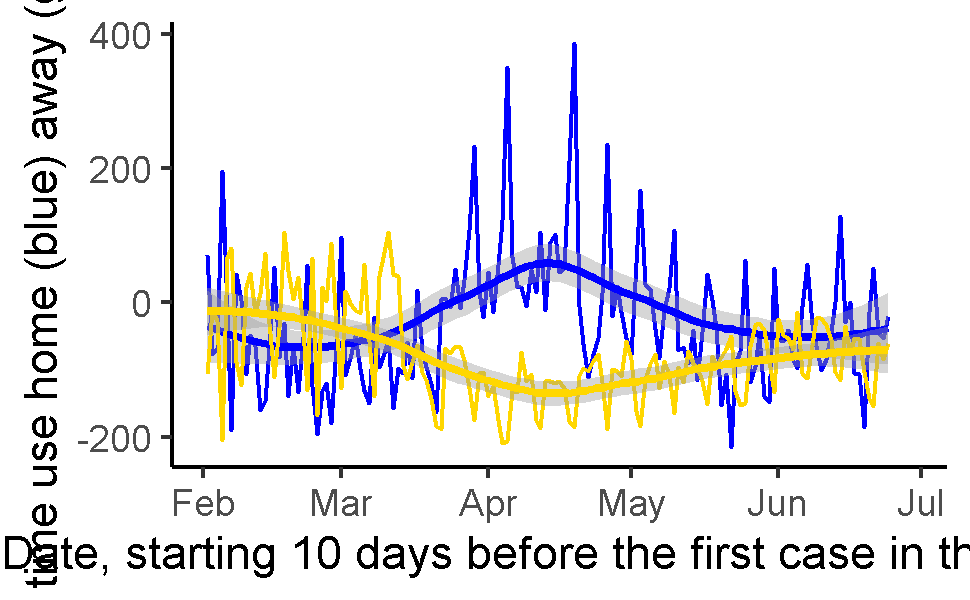 time use home (blue) away (
400
200
0
-200
Feb Mar Apr May Jun Jul
Date, starting 10 days before the first case in th